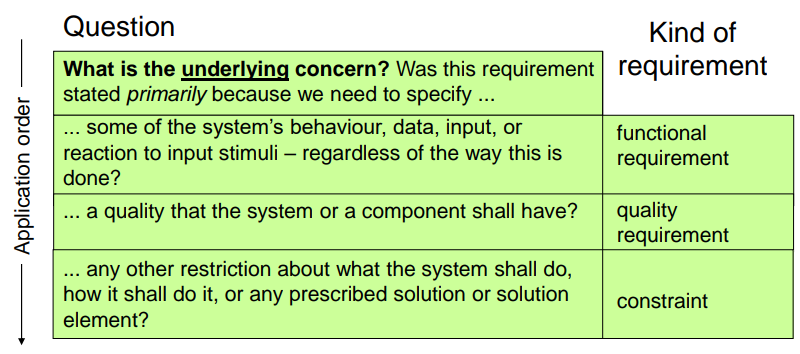 Question
Kind of
requirement
Application order
What is the underlying concern? Was this requirement
stated primarily because we need to specify ...
... some of the system's behaviour, data, input, or
reaction to input stimuli – regardless of the way this is
done?
functional
requirement
... a quality that the system or a component shall have?
quality
requirement
... any other restriction about what the system shall do,
how it shall do it, or any prescribed solution or solution
element?
constraint